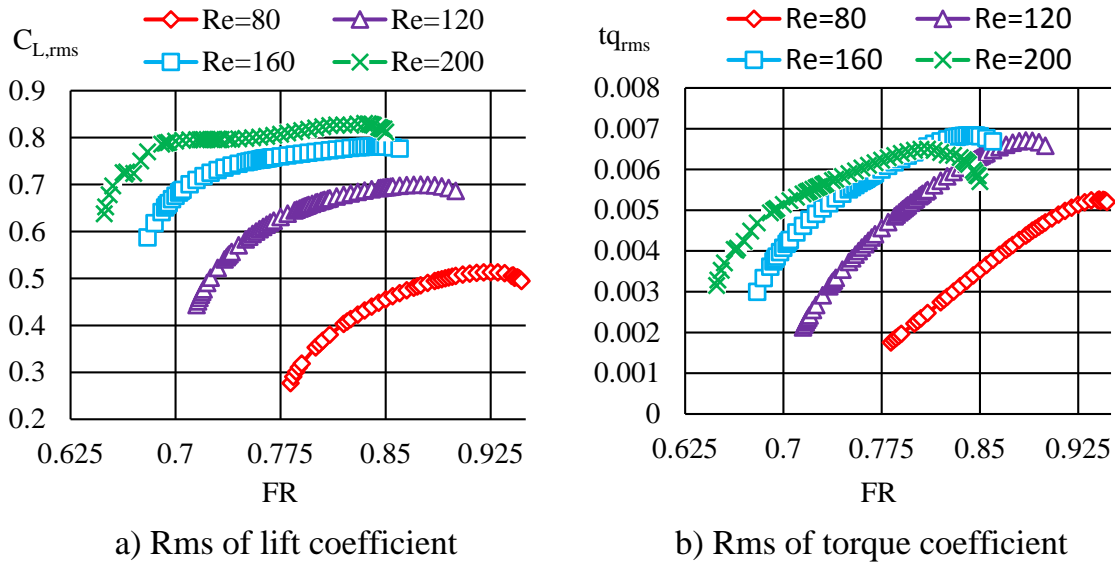 C_L,rms
Re=80 Re=120
Re=160 Re=200
0.9
0.8
0.7
0.6
0.5
0.4
0.3
0.2
0.625 0.7 0.775 0.85 0.925
FR
a) Rms of lift coefficient
tq_rms
Re=80 Re=120
Re=160 Re=200
0.008
0.007
0.006
0.005
0.004
0.003
0.002
0.001
0
0.625 0.7 0.775 0.85 0.925
FR
b) Rms of torque coefficient